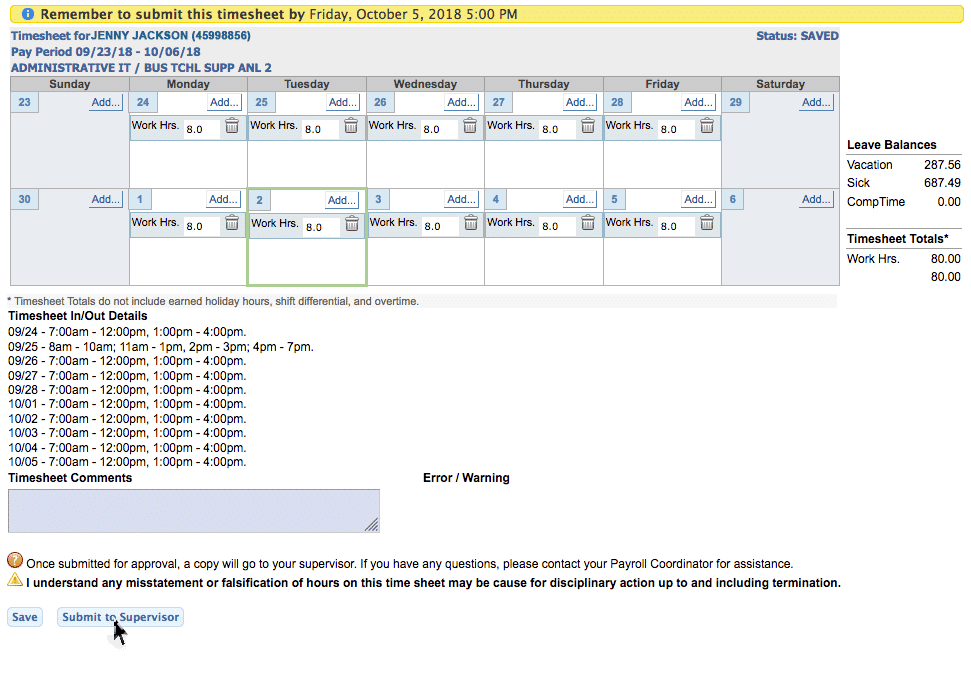 Remember to submit this timesheet by Friday, October 5, 2018 5:00 PM
Timesheet forJENNY JACKSON (45998856)
Status: SAVED
Pay Period 09/23/18 - 10/06/18
ADMINISTRATIVE IT / BUS TCHL SUPP ANL 2
Sunday Monday Tuesday Wednesday Thursday Friday Saturday
23 Add... 24 Add... 25 Add... 26 Add... 27 Add... 28 Add... 29 Add...
Work Hrs. 8.0 Work Hrs. 8.0 Work Hrs. 8.0 Work Hrs. 8.0 Work Hrs. 8.0
30 Add... 1 Add... 2 Add... 3 Add... 4 Add... 5 Add... 6 Add...
Work Hrs. 8.0 Work Hrs. 8.0 Work Hrs. 8.0 Work Hrs. 8.0 Work Hrs. 8.0
Leave Balances
Vacation 287.56
Sick 687.49
CompTime 0.00
Timesheet Totals*
Work Hrs. 80.00
80.00
* Timesheet Totals do not include earned holiday hours, shift differential, and overtime.
Timesheet In/Out Details
09/24 - 7:00am - 12:00pm, 1:00pm - 4:00pm.
09/25 - 8am - 10am; 11am - 1pm, 2pm - 3pm; 4pm - 7pm.
09/26 - 7:00am - 12:00pm, 1:00pm - 4:00pm.
09/27 - 7:00am - 12:00pm, 1:00pm - 4:00pm.
09/28 - 7:00am - 12:00pm, 1:00pm - 4:00pm.
10/01 - 7:00am - 12:00pm, 1:00pm - 4:00pm.
10/02 - 7:00am - 12:00pm, 1:00pm - 4:00pm.
10/03 - 7:00am - 12:00pm, 1:00pm - 4:00pm.
10/04 - 7:00am - 12:00pm, 1:00pm - 4:00pm.
10/05 - 7:00am - 12:00pm, 1:00pm - 4:00pm.
Timesheet Comments
Error / Warning
Once submitted for approval, a copy will go to your supervisor. If you have any questions, please contact your Payroll Coordinator for assistance.
I understand any misstatement or falsification of hours on this time sheet may be cause for disciplinary action up to and including termination.
Save Submit to Supervisor